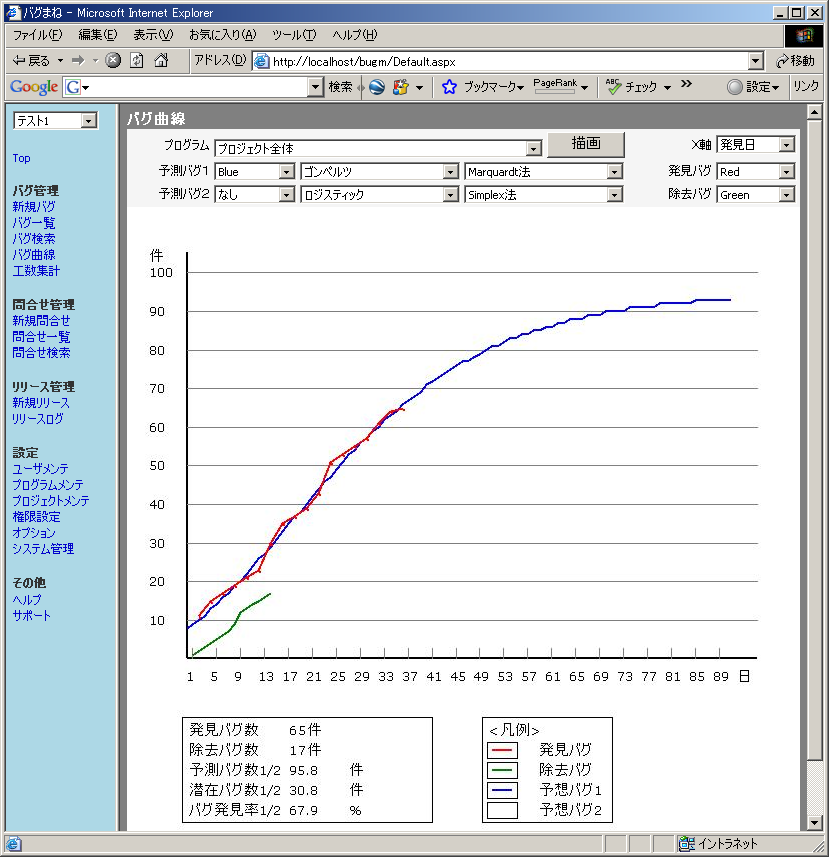 バグまね - Microsoft Internet Explorer
ファイル(F) 編集(E) 表示(V) お気に入り(A) ツール(T) ヘルプ(H)
戻る アドレス(D) http://localhost/bugm/Default.aspx 移動
Google G 検索 ブックマーク PageRank ABC チェック » 設定 リンク
テスト1
Top
バグ管理
新規バグ
バグ一覧
バグ検索
バグ曲線
工数集計
問合せ管理
新規問合せ
問合せ一覧
問合せ検索
リリース管理
新規リリース
リリースログ
設定
ユーザメンテ
プログラムメンテ
プロジェクトメンテ
権限設定
オプション
システム管理
その他
ヘルプ
サポート
バグ曲線
プログラム プロジェクト全体 描画 X軸 発見日
予測バグ1 Blue ゴンペルツ Marquardt法 発見バグ Red
予測バグ2 なし ロジスティック Simplex法 除去バグ Green
件
100
90
80
70
60
50
40
30
20
10
1 5 9 13 17 21 25 29 33 37 41 45 49 53 57 61 65 69 73 77 81 85 89 日
発見バグ数 65件
除去バグ数 17件
予測バグ数1/2 95.8 件
潜在バグ数1/2 30.8 件
バグ発見率1/2 67.9 %
<凡例>
発見バグ
除去バグ
予想バグ1
予想バグ2
イントラネット